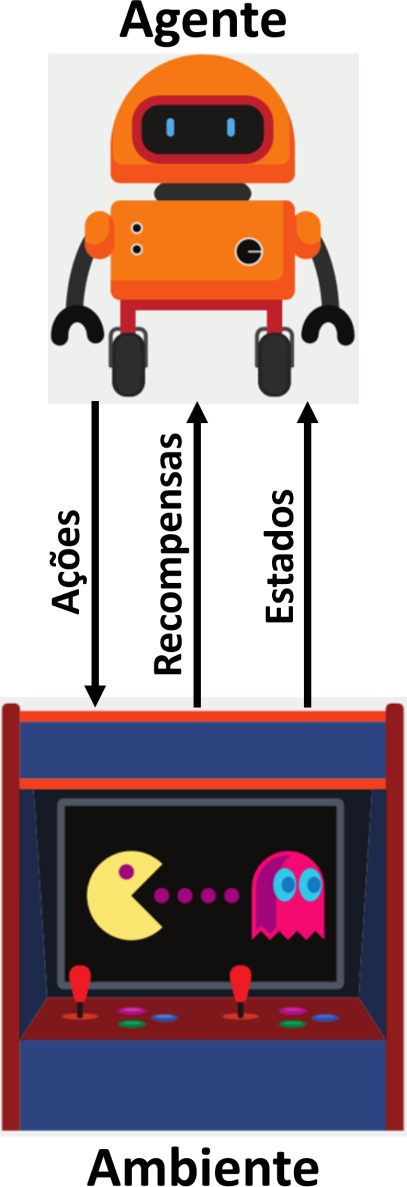 Agente
Ações
Recompensas
Estados
Ambiente